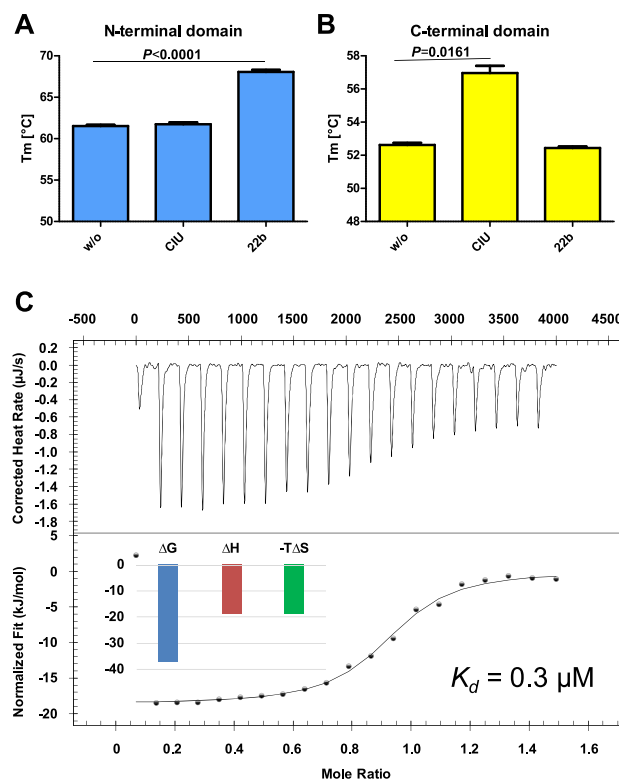 A
N-terminal domain
P<0.0001
Tm [°C]
70
65
60
55
50
w/o
CIU
22b
B
C-terminal domain
P=0.0161
Tm [°C]
58
56
54
52
50
48
w/o
CIU
22b
C
-500 0 500 1000 1500 2000 2500 3000 3500 4000 4500
Corrected Heat Rate (µJ/s)
0.2
0.0
-0.2
-0.4
-0.6
-0.8
-1.0
-1.2
-1.4
-1.6
-1.8
Normalized Fit (kJ/mol)
5
0
-5
-10
-15
-20
ΔG ΔH -TΔS
0
-10
-20
-30
-40
Kd = 0.3 µM
0 0.2 0.4 0.6 0.8 1.0 1.2 1.4 1.6
Mole Ratio